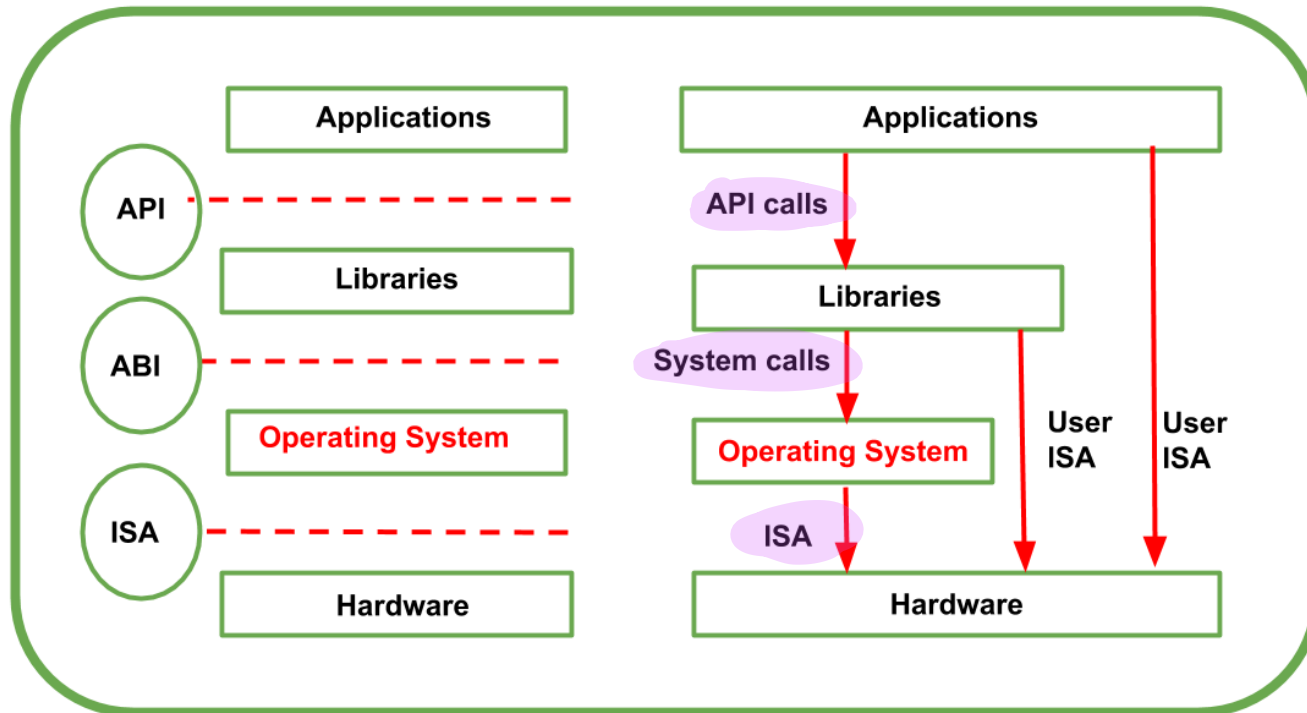 Applications
API
Libraries
ABI
Operating System
ISA
Hardware
Applications
API calls
Libraries
System calls
Operating System
User
ISA
User
ISA
ISA
Hardware